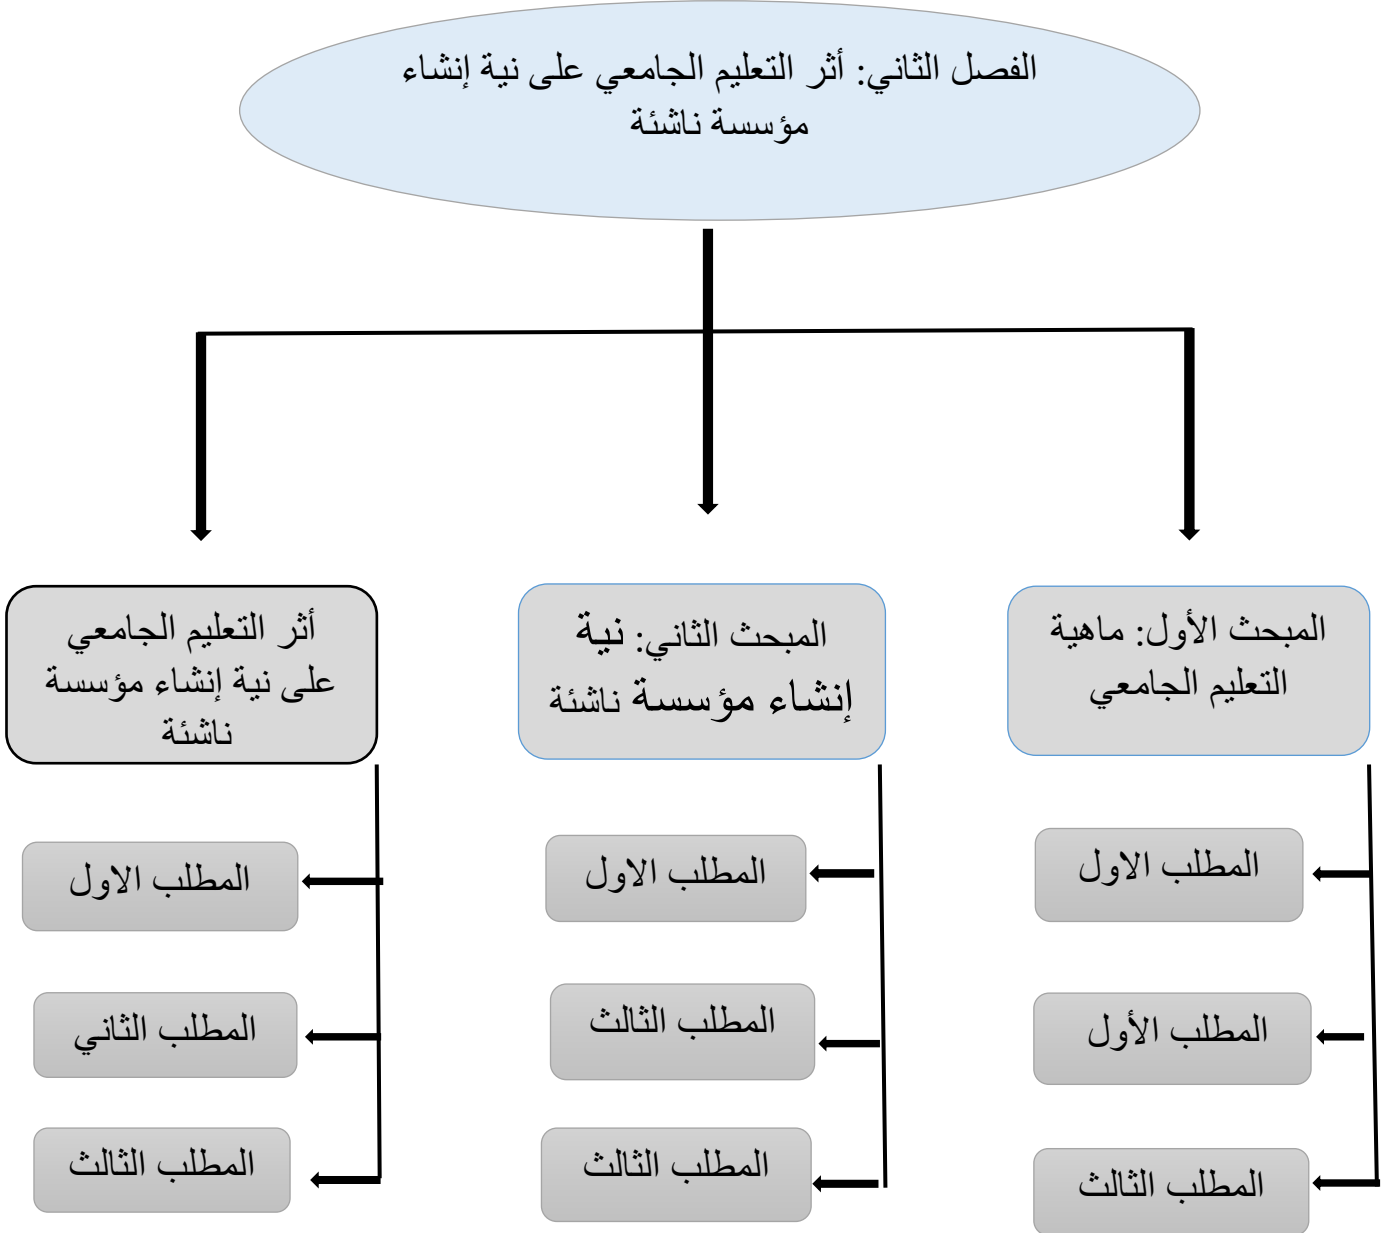 الفصل الثاني: أثر التعليم الجامعي على نية إنشاء
مؤسسة ناشئة
المبحث الأول: ماهية
التعليم الجامعي
المطلب الاول
المطلب الأول
المطلب الثالث
المبحث الثاني: نية
إنشاء مؤسسة ناشئة
المطلب الاول
المطلب الثالث
المطلب الثالث
أثر التعليم الجامعي
على نية إنشاء مؤسسة
ناشئة
المطلب الاول
المطلب الثاني
المطلب الثالث